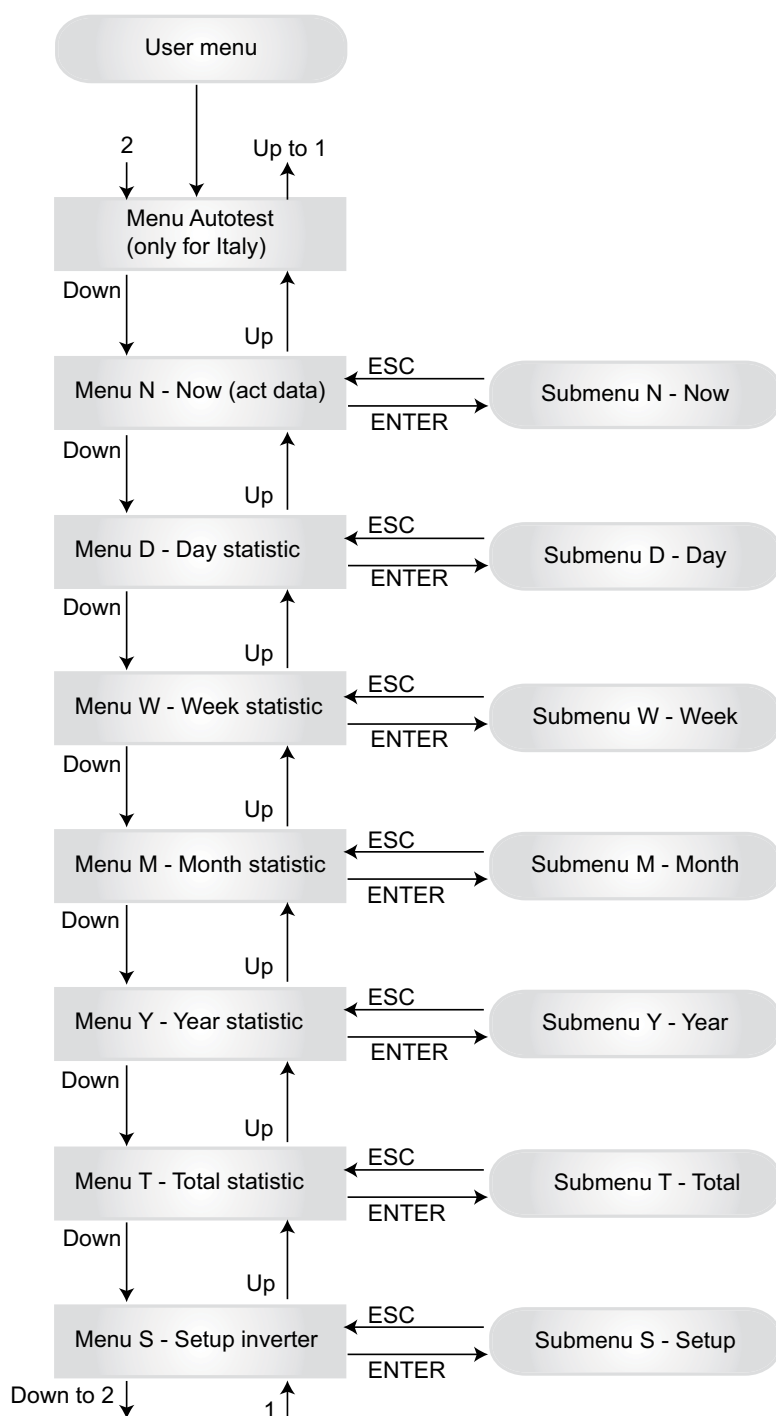 User menu
2
Up to 1
Menu Autotest
(only for Italy)
Down
Up
Menu N - Now (act data)
ESC
ENTER
Submenu N - Now
Down
Up
Menu D - Day statistic
ESC
ENTER
Submenu D - Day
Down
Up
Menu W - Week statistic
ESC
ENTER
Submenu W - Week
Down
Up
Menu M - Month statistic
ESC
ENTER
Submenu M - Month
Down
Up
Menu Y - Year statistic
ESC
ENTER
Submenu Y - Year
Down
Up
Menu T - Total statistic
ESC
ENTER
Submenu T - Total
Down
Up
Menu S - Setup inverter
ESC
ENTER
Submenu S - Setup
Down to 2
1